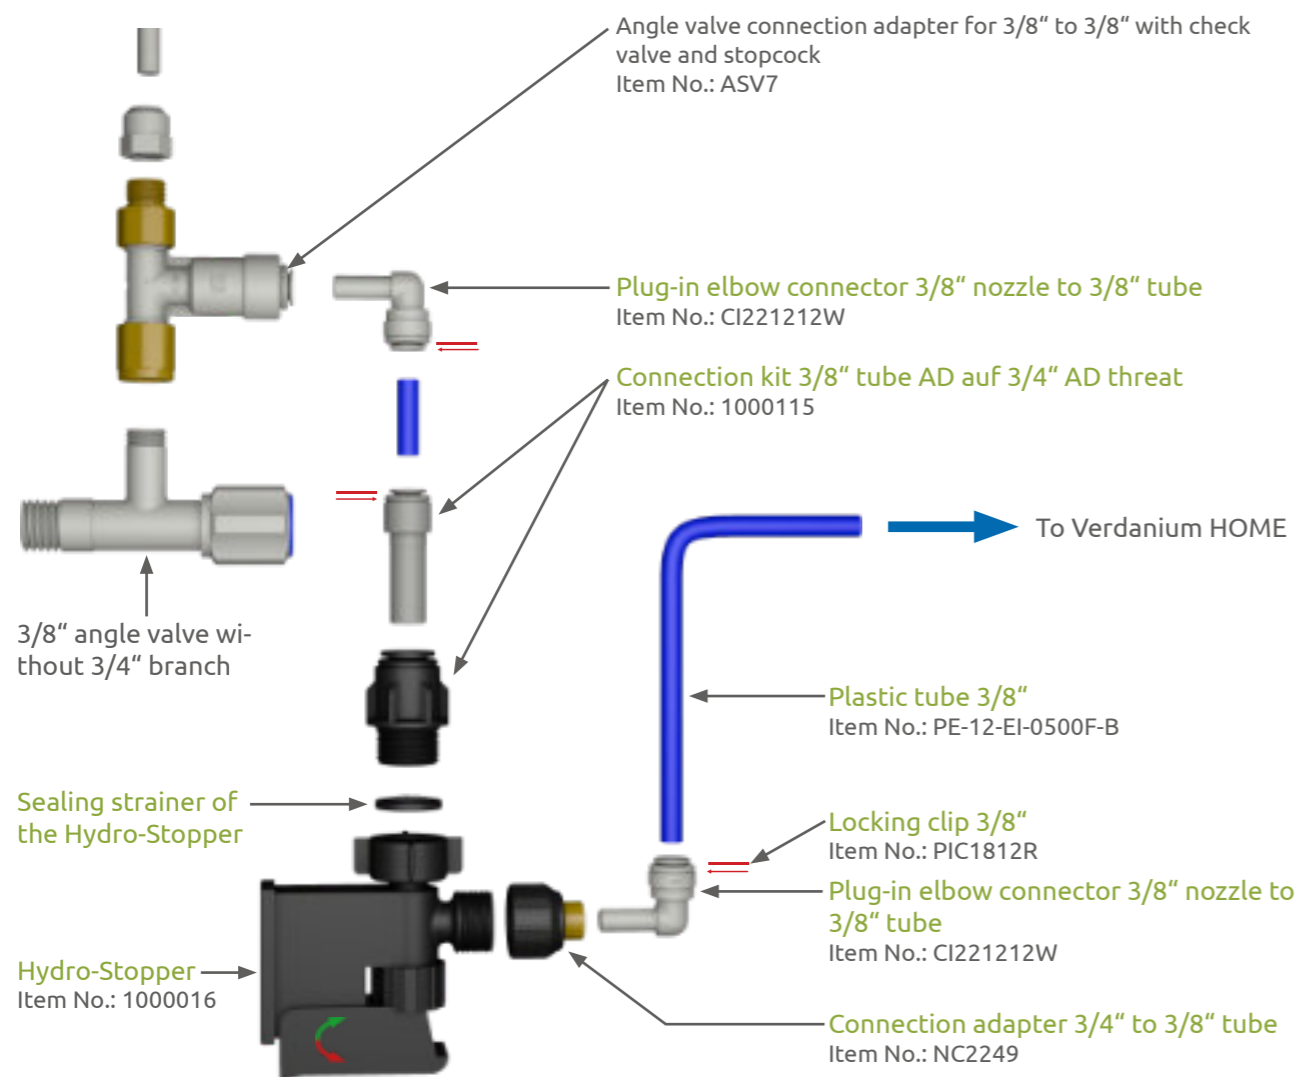 Angle valve connection adapter for 3/8“ to 3/8“ with check
valve and stopcock
Item No.: ASV7
Plug-in elbow connector 3/8“ nozzle to 3/8“ tube
Item No.: CI221212W
Connection kit 3/8“ tube AD auf 3/4“ AD threat
Item No.: 1000115
To Verdanium HOME
3/8“ angle valve wi-
thout 3/4“ branch
Plastic tube 3/8“
Item No.: PE-12-EI-0500F-B
Sealing strainer of
the Hydro-Stopper
Locking clip 3/8“
Item No.: PIC1812R
Plug-in elbow connector 3/8“ nozzle to
3/8“ tube
Item No.: CI221212W
Hydro-Stopper
Item No.: 1000016
Connection adapter 3/4“ to 3/8“ tube
Item No.: NC2249